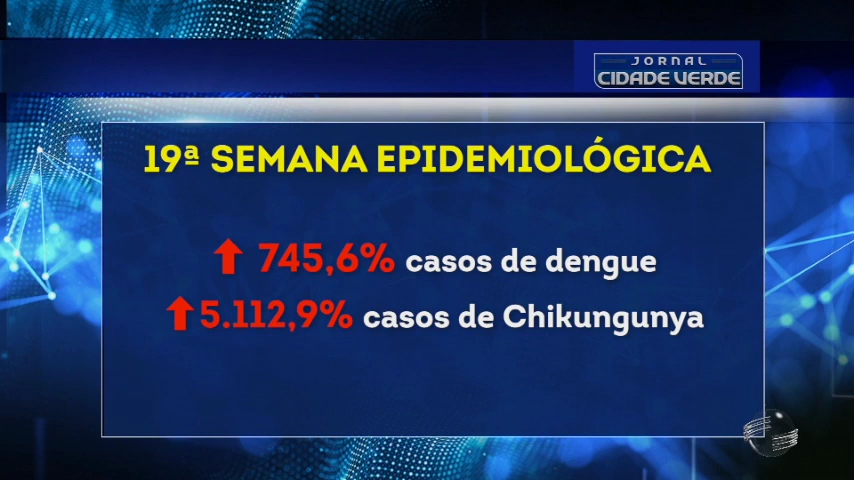 JORNAL
CIDADE VERDE
19ª SEMANA EPIDEMIOLÓGICA
745,6% casos de dengue
5.112,9% casos de Chikungunya